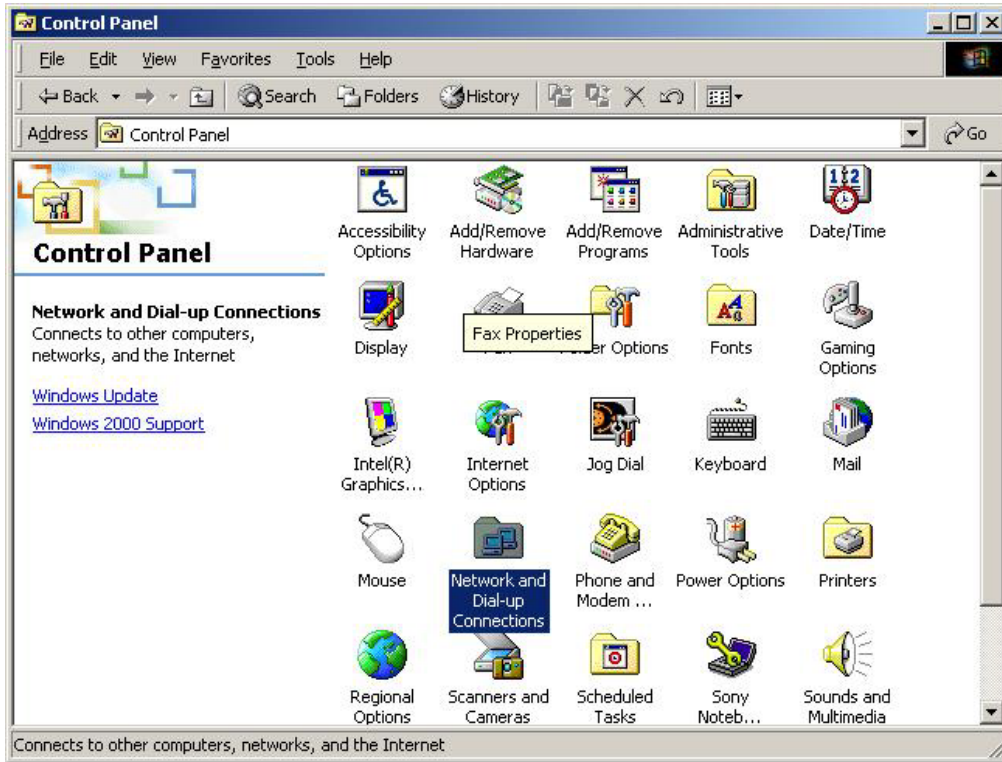 Control Panel
File Edit View Favorites Tools Help
Back Search Folders History
Address Control Panel Go
Control Panel
Network and Dial-up Connections
Connects to other computers,
networks, and the Internet
Windows Update
Windows 2000 Support
Accessibility
Options
Add/Remove
Hardware
Add/Remove
Programs
Administrative
Tools
Date/Time
Display
Fax Properties
Options
Fonts
Gaming
Options
Intel(R)
Graphics...
Internet
Options
Jog Dial
Keyboard
Mail
Mouse
Network and
Dial-up
Connections
Phone and
Modem ...
Power Options
Printers
Regional
Options
Scanners and
Cameras
Scheduled
Tasks
Sony
Noteb...
Sounds and
Multimedia
Connects to other computers, networks, and the Internet